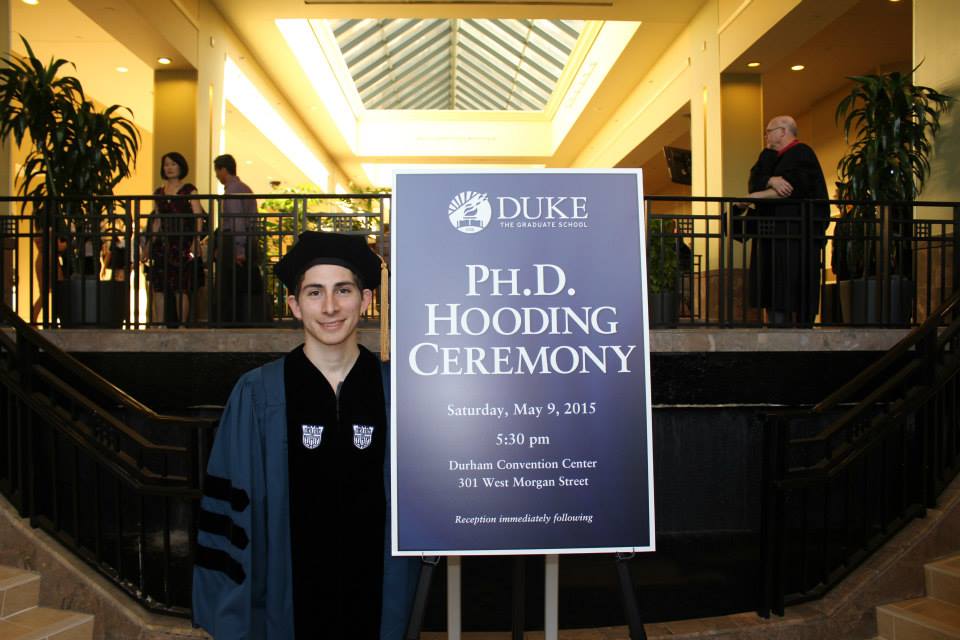 DUKE
THE GRADUATE SCHOOL
PH.D.
HOODING
CEREMONY
Saturday, May 9, 2015
5:30 pm
Durham Convention Center
301 West Morgan Street
Reception immediately following